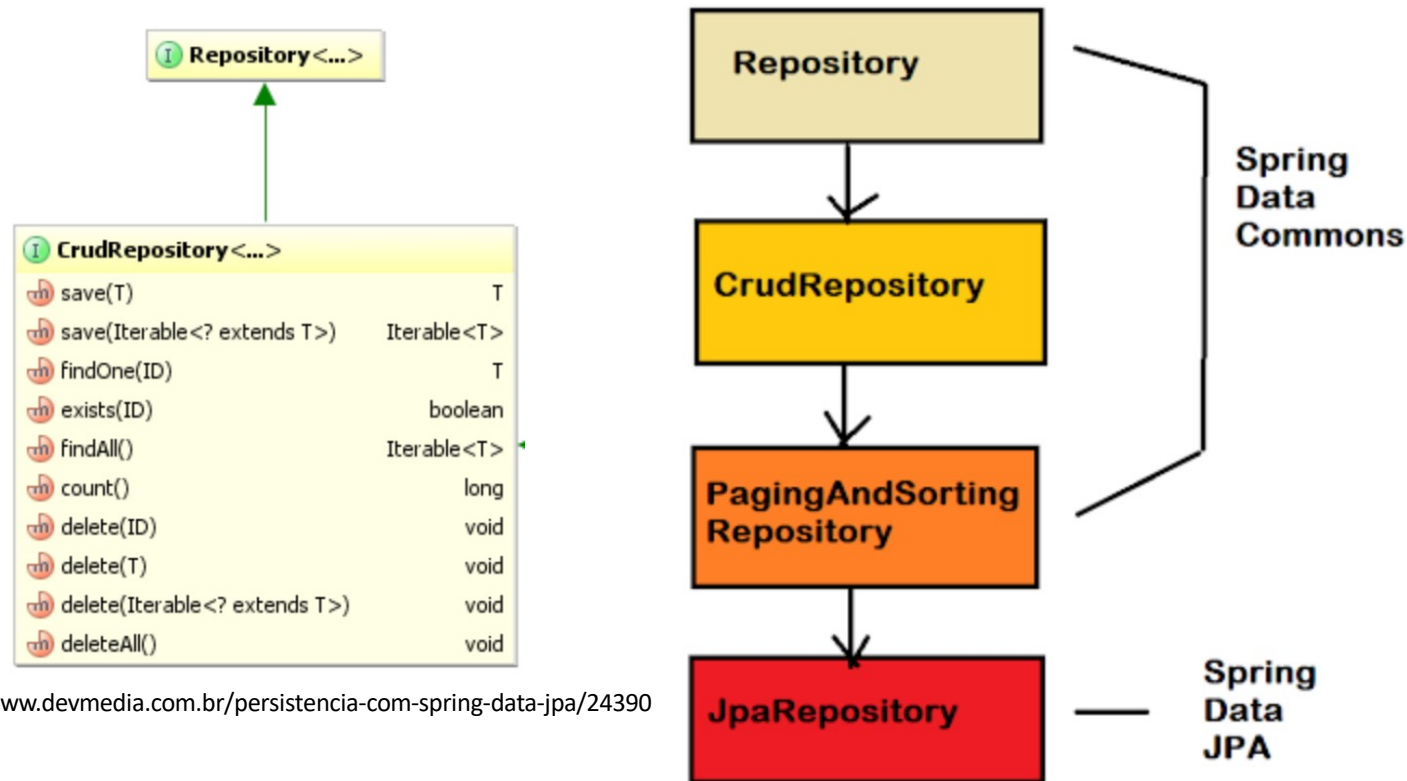 Repository<...>
CrudRepository<...>
save(T) T
save(Iterable<? extends T>) Iterable<T>
findOne(ID) T
exists(ID) boolean
findAll() Iterable<T>
count() long
delete(ID) void
delete(T) void
delete(Iterable<? extends T>) void
deleteAll() void
ww.devmedia.com.br/persistencia-com-spring-data-jpa/24390
Repository
CrudRepository
PagingAndSorting
Repository
JpaRepository
Spring
Data
Commons
Spring
Data
JPA